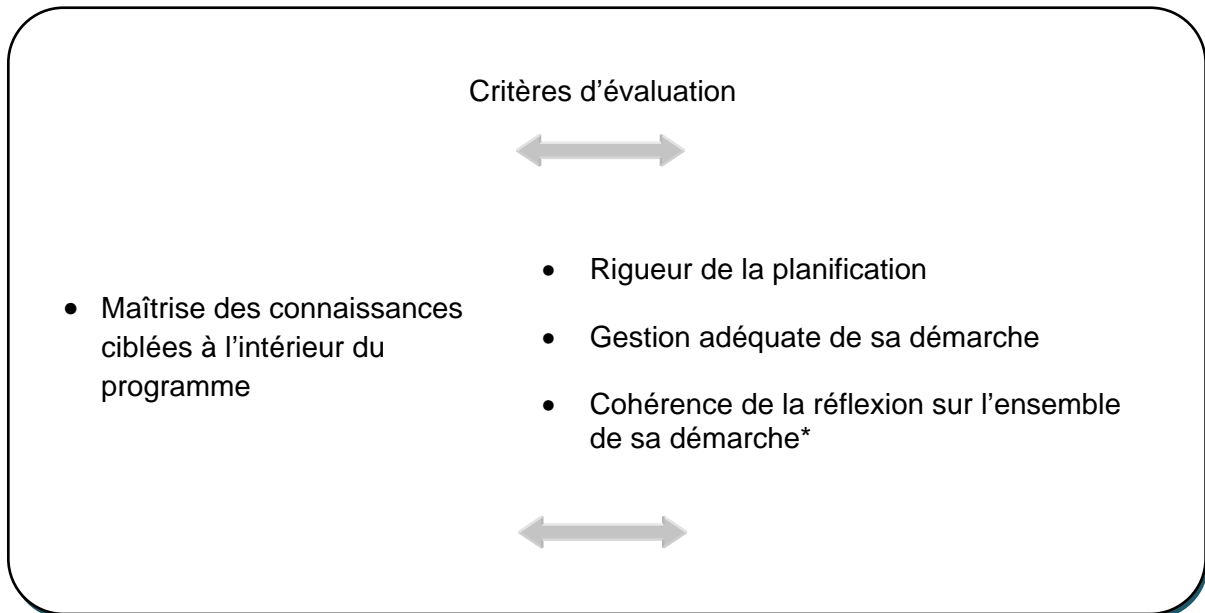 Critères d’évaluation
• Maîtrise des connaissances
ciblées à l’intérieur du
programme
• Rigueur de la planification
• Gestion adéquate de sa démarche
• Cohérence de la réflexion sur l’ensemble
de sa démarche*